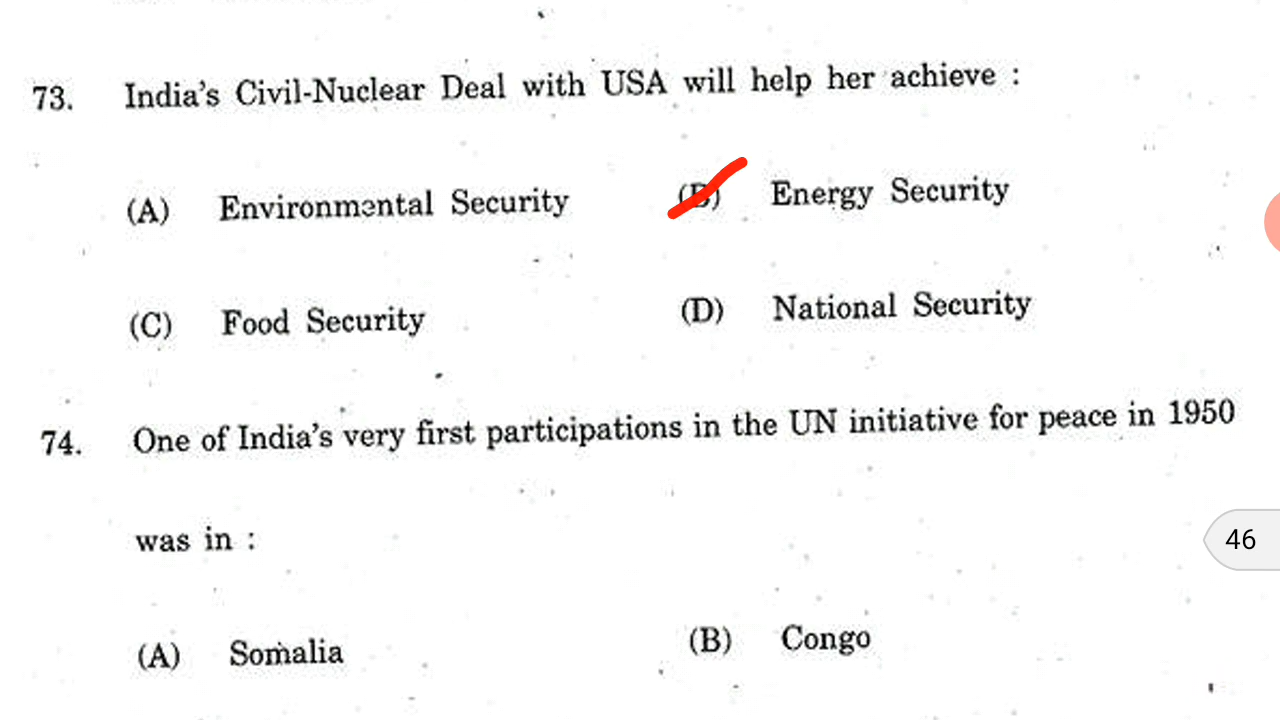 73. India's Civil-Nuclear Deal with USA will help her achieve :
(A) Environmental Security (B) Energy Security
(C) Food Security (D) National Security
74. One of India's very first participations in the UN initiative for peace in 1950
was in :
46
(A) Somalia (B) Congo